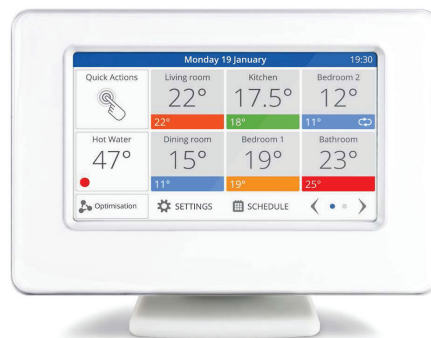 Monday 19 January 19:30
Quick Actions
Living room
Kitchen
Bedroom 2
22°
17.5°
12°
22°
18°
11°
Hot Water
Dining room
Bedroom 1
Bathroom
47°
15°
19°
23°
11°
19°
25°
Optimisation
SETTINGS
SCHEDULE